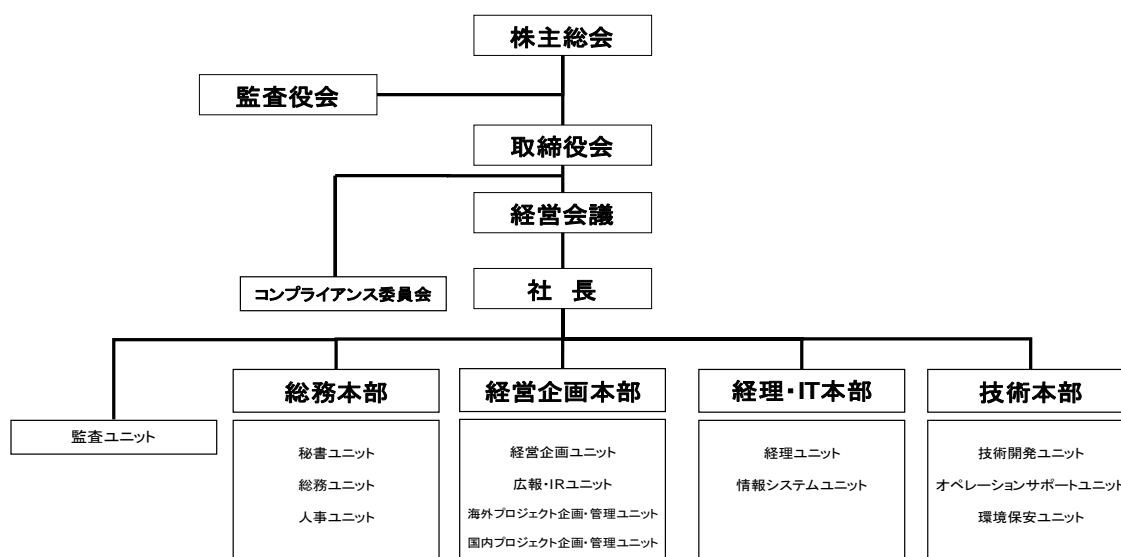 株主総会
監査役会
取締役会
経営会議
コンプライアンス委員会
社 長
総務本部
経営企画本部
経理・IT本部
技術本部
監査ユニット
秘書ユニット
総務ユニット
人事ユニット
経営企画ユニット
広報・IRユニット
海外プロジェクト企画・管理ユニット
国内プロジェクト企画・管理ユニット
経理ユニット
情報システムユニット
技術開発ユニット
オペレーションサポートユニット
環境保安ユニット